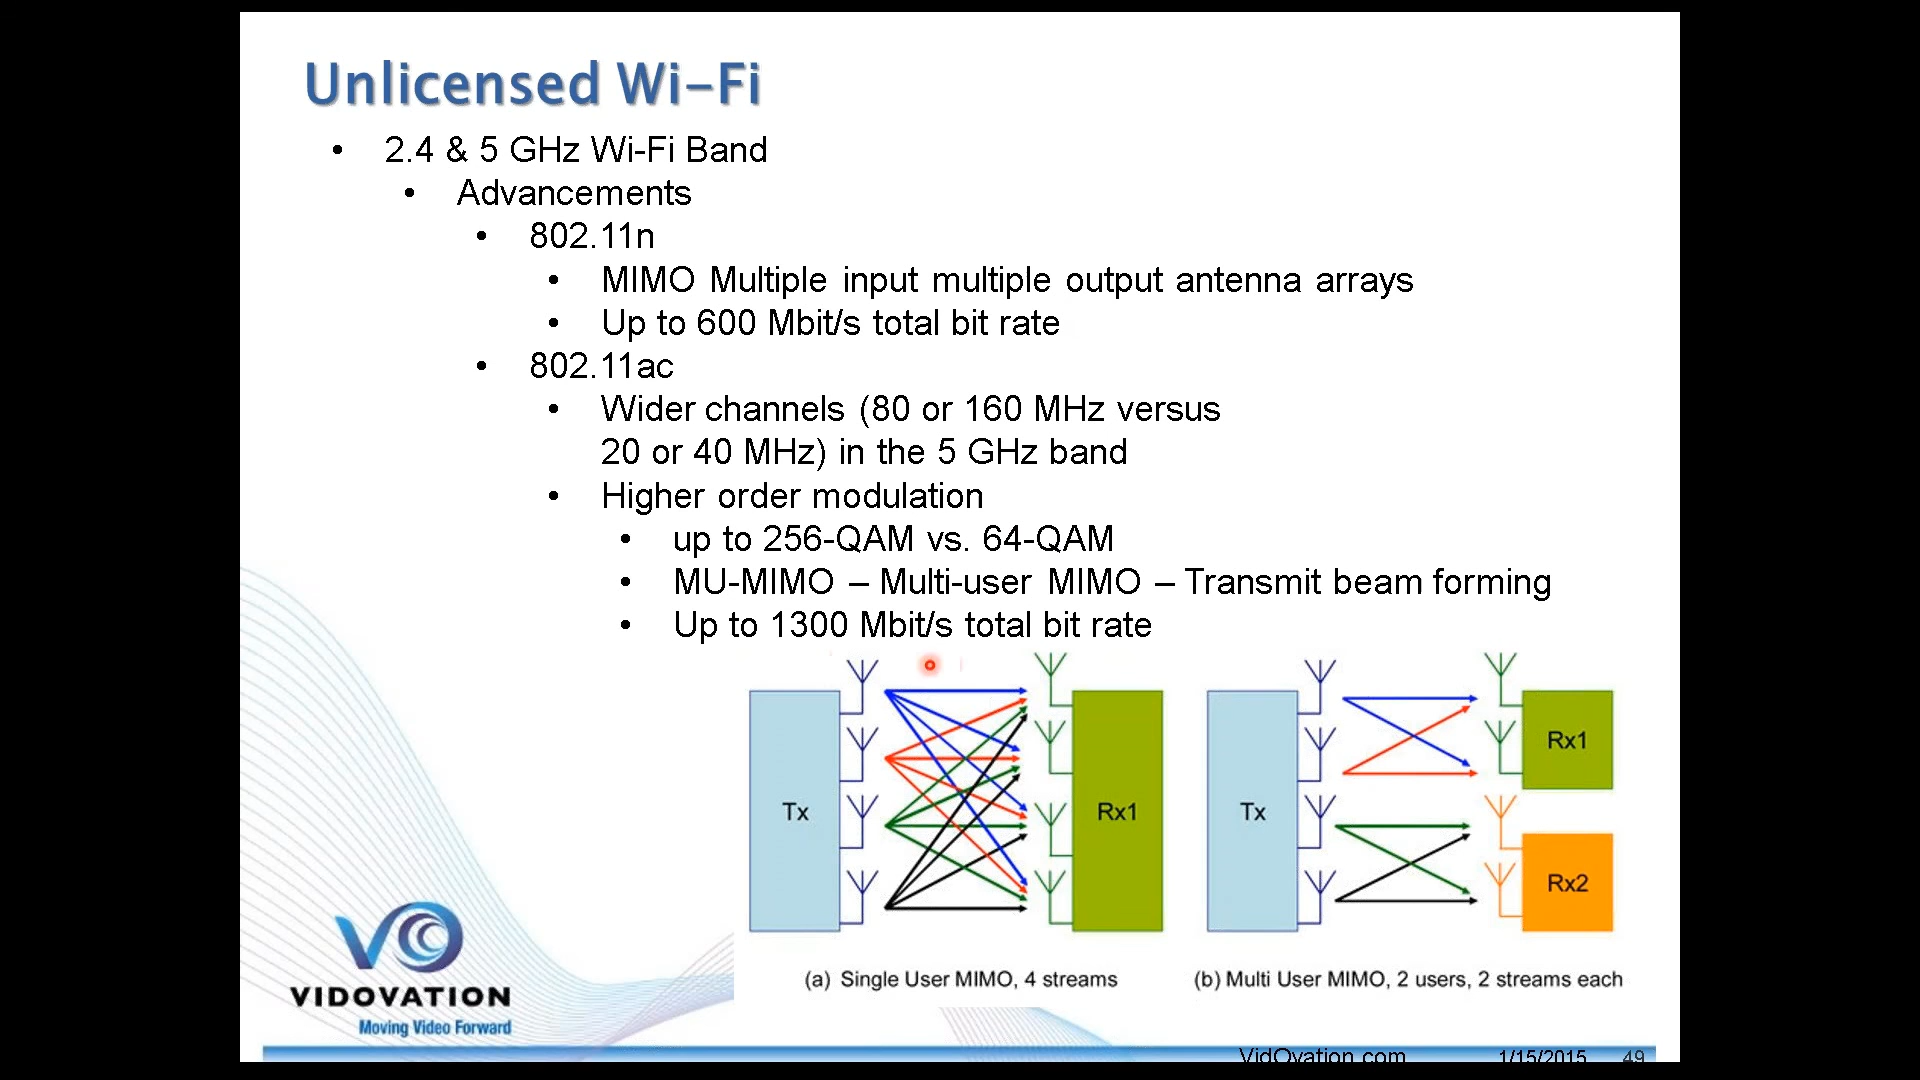 Unlicensed Wi-Fi
• 2.4 & 5 GHz Wi-Fi Band
• Advancements
• 802.11n
• MIMO Multiple input multiple output antenna arrays
• Up to 600 Mbit/s total bit rate
• 802.11ac
• Wider channels (80 or 160 MHz versus
20 or 40 MHz) in the 5 GHz band
• Higher order modulation
• up to 256-QAM vs. 64-QAM
• MU-MIMO – Multi-user MIMO – Transmit beam forming
• Up to 1300 Mbit/s total bit rate
Tx
Rx1
(a) Single User MIMO, 4 streams
Tx
Rx1
Rx2
(b) Multi User MIMO, 2 users, 2 streams each
VO
VIDOVATION
Moving Video Forward
VidOvation.com 1/15/2015 49